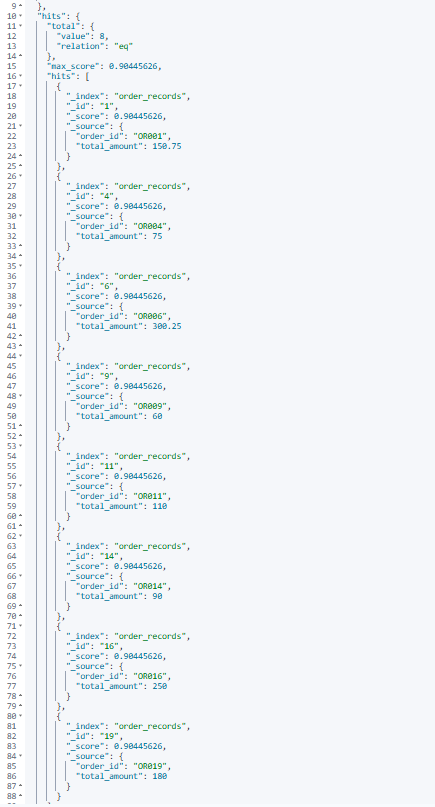 9 },
10 "hits": {
11 "total": {
12 "value": 8,
13 "relation": "eq"
14 },
15 "max_score": 0.90445626,
16 "hits": [
17 {
18 "_index": "order_records",
19 "_id": "1",
20 "_score": 0.90445626,
21 "_source": {
22 "order_id": "OR001",
23 "total_amount": 150.75
24 }
25 },
26 {
27 "_index": "order_records",
28 "_id": "4",
29 "_score": 0.90445626,
30 "_source": {
31 "order_id": "OR004",
32 "total_amount": 75
33 }
34 },
35 {
36 "_index": "order_records",
37 "_id": "6",
38 "_score": 0.90445626,
39 "_source": {
40 "order_id": "OR006",
41 "total_amount": 300.25
42 }
43 },
44 {
45 "_index": "order_records",
46 "_id": "9",
47 "_score": 0.90445626,
48 "_source": {
49 "order_id": "OR009",
50 "total_amount": 60
51 }
52 },
53 {
54 "_index": "order_records",
55 "_id": "11",
56 "_score": 0.90445626,
57 "_source": {
58 "order_id": "OR011",
59 "total_amount": 110
60 }
61 },
62 {
63 "_index": "order_records",
64 "_id": "14",
65 "_score": 0.90445626,
66 "_source": {
67 "order_id": "OR014",
68 "total_amount": 90
69 }
70 },
71 {
72 "_index": "order_records",
73 "_id": "16",
74 "_score": 0.90445626,
75 "_source": {
76 "order_id": "OR016",
77 "total_amount": 250
78 }
79 },
80 {
81 "_index": "order_records",
82 "_id": "19",
83 "_score": 0.90445626,
84 "_source": {
85 "order_id": "OR019",
86 "total_amount": 180
87 }
88 }